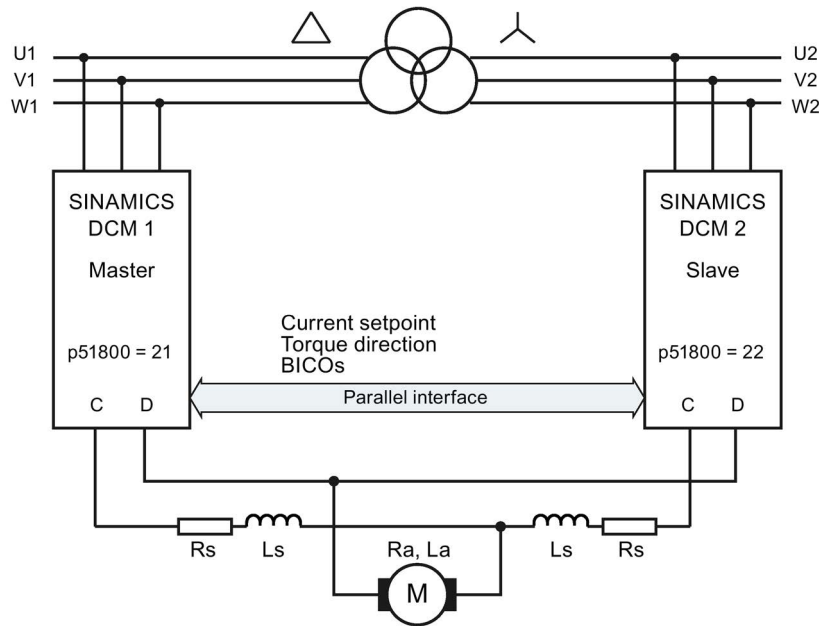 U1
U2
V1
V2
W1
W2
SINAMICS
DCM 1
Master
p51800 = 21
C D
SINAMICS
DCM 2
Slave
p51800 = 22
C D
Current setpoint
Torque direction
BICOs
Parallel interface
Rs
Ls
Ra, La
Ls
Rs
M